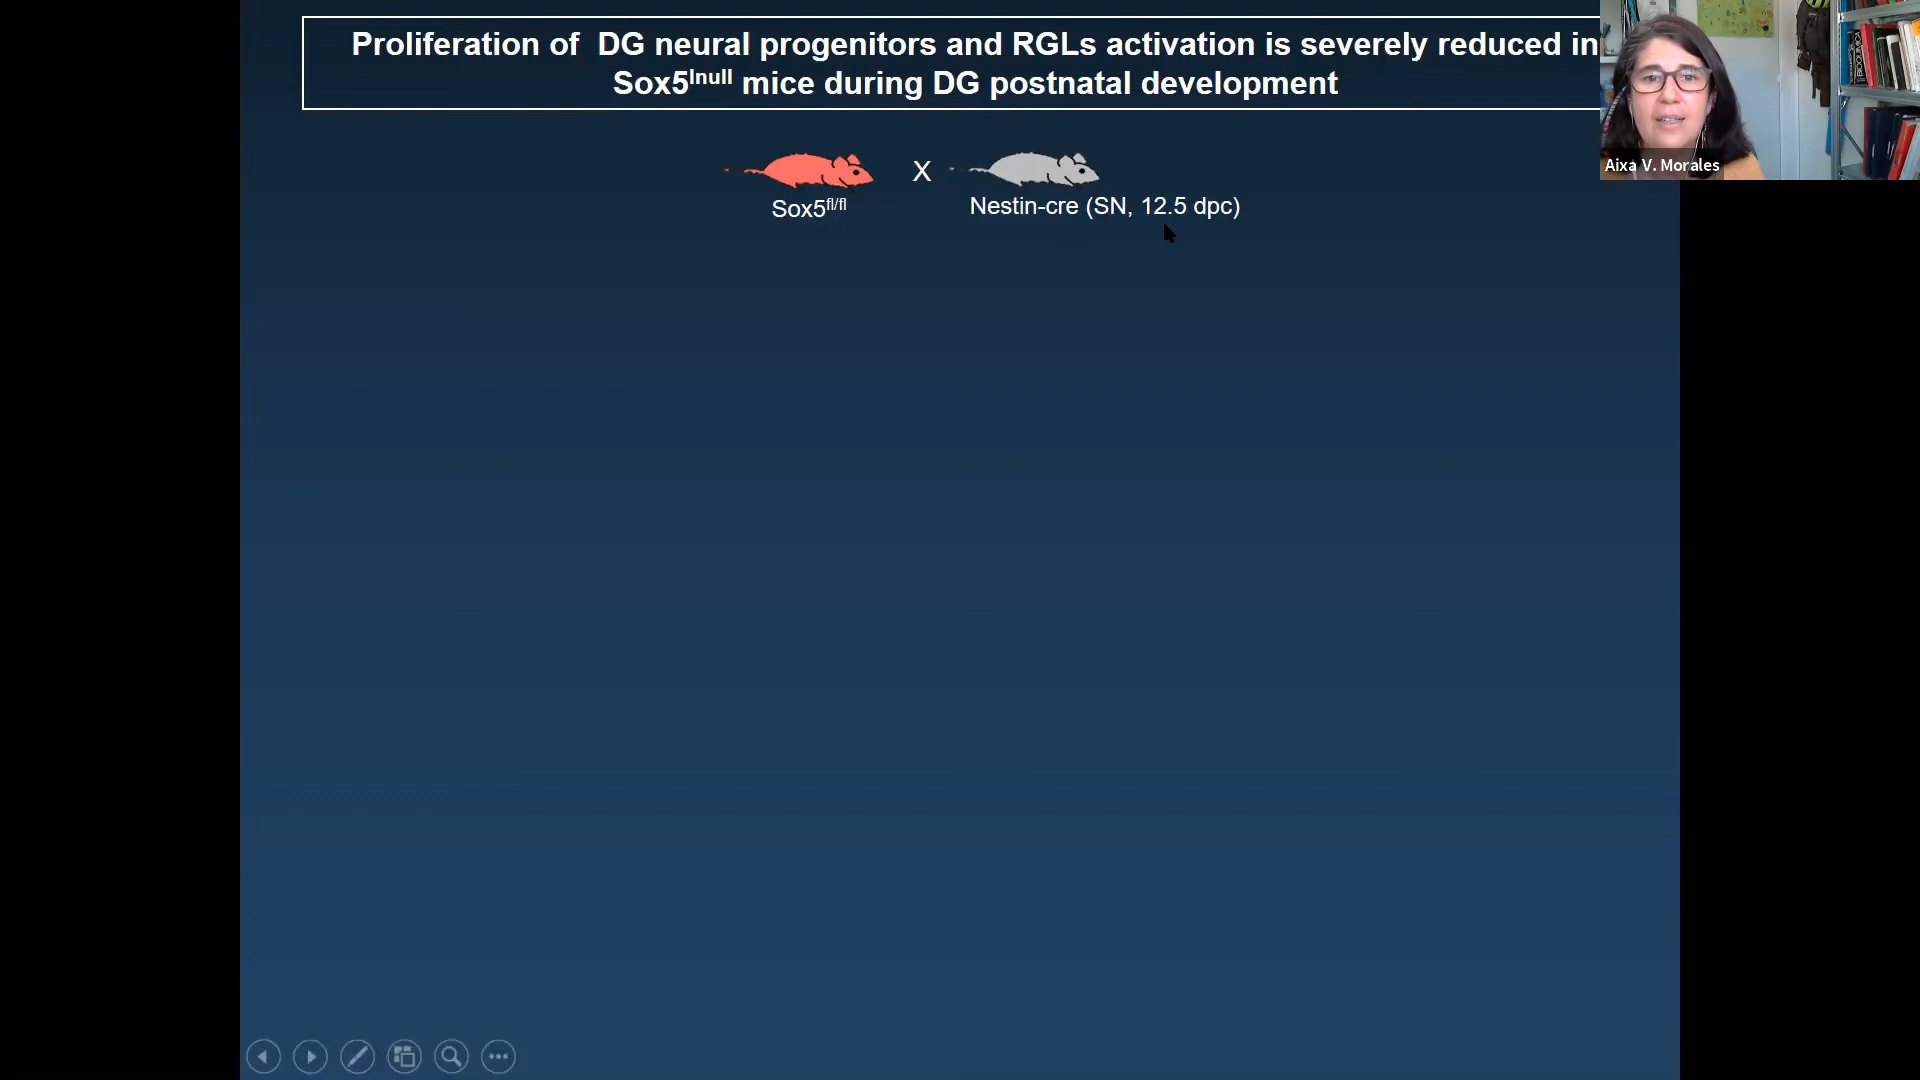 Proliferation of  DG neural progenitors and RGLs activation is severely reduced in
Sox5lnull mice during DG postnatal development
X
Sox5fl/fl
Nestin-cre (SN, 12.5 dpc)
Aixa V. Morales
BIOQUIMICA